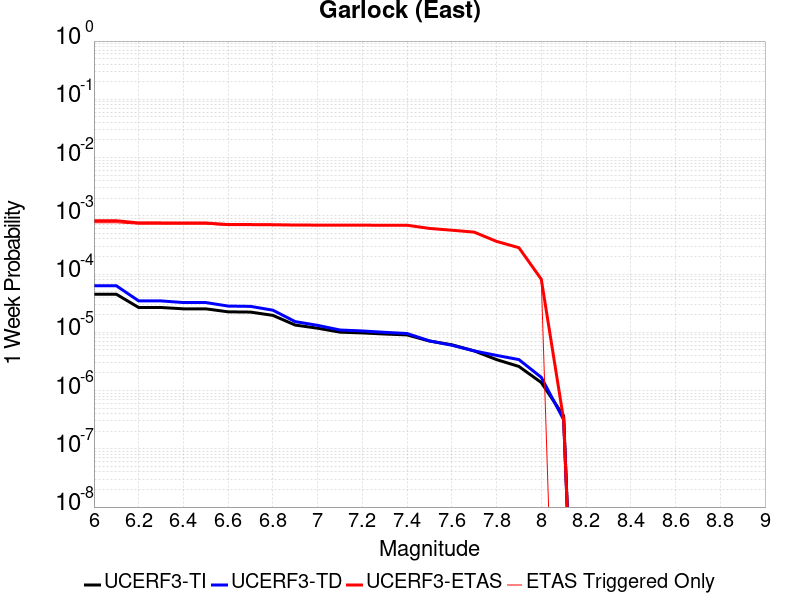 Garlock (East)
10^0
10^-1
10^-2
10^-3
10^-4
10^-5
10^-6
10^-7
10^-8
1 Week Probability
6 6.2 6.4 6.6 6.8 7 7.2 7.4 7.6 7.8 8 8.2 8.4 8.6 8.8 9
Magnitude
UCERF3-TI UCERF3-TD UCERF3-ETAS ETAS Triggered Only